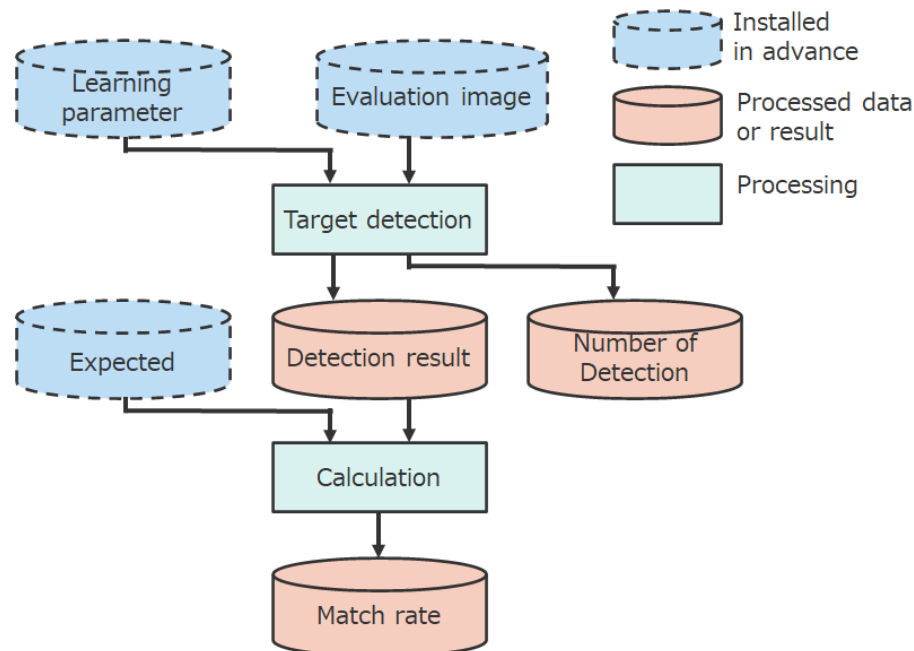 Learning
parameter
Evaluation image
Installed
in advance
Processed data
or result
Processing
Target detection
Expected
Detection result
Number of
Detection
Calculation
Match rate